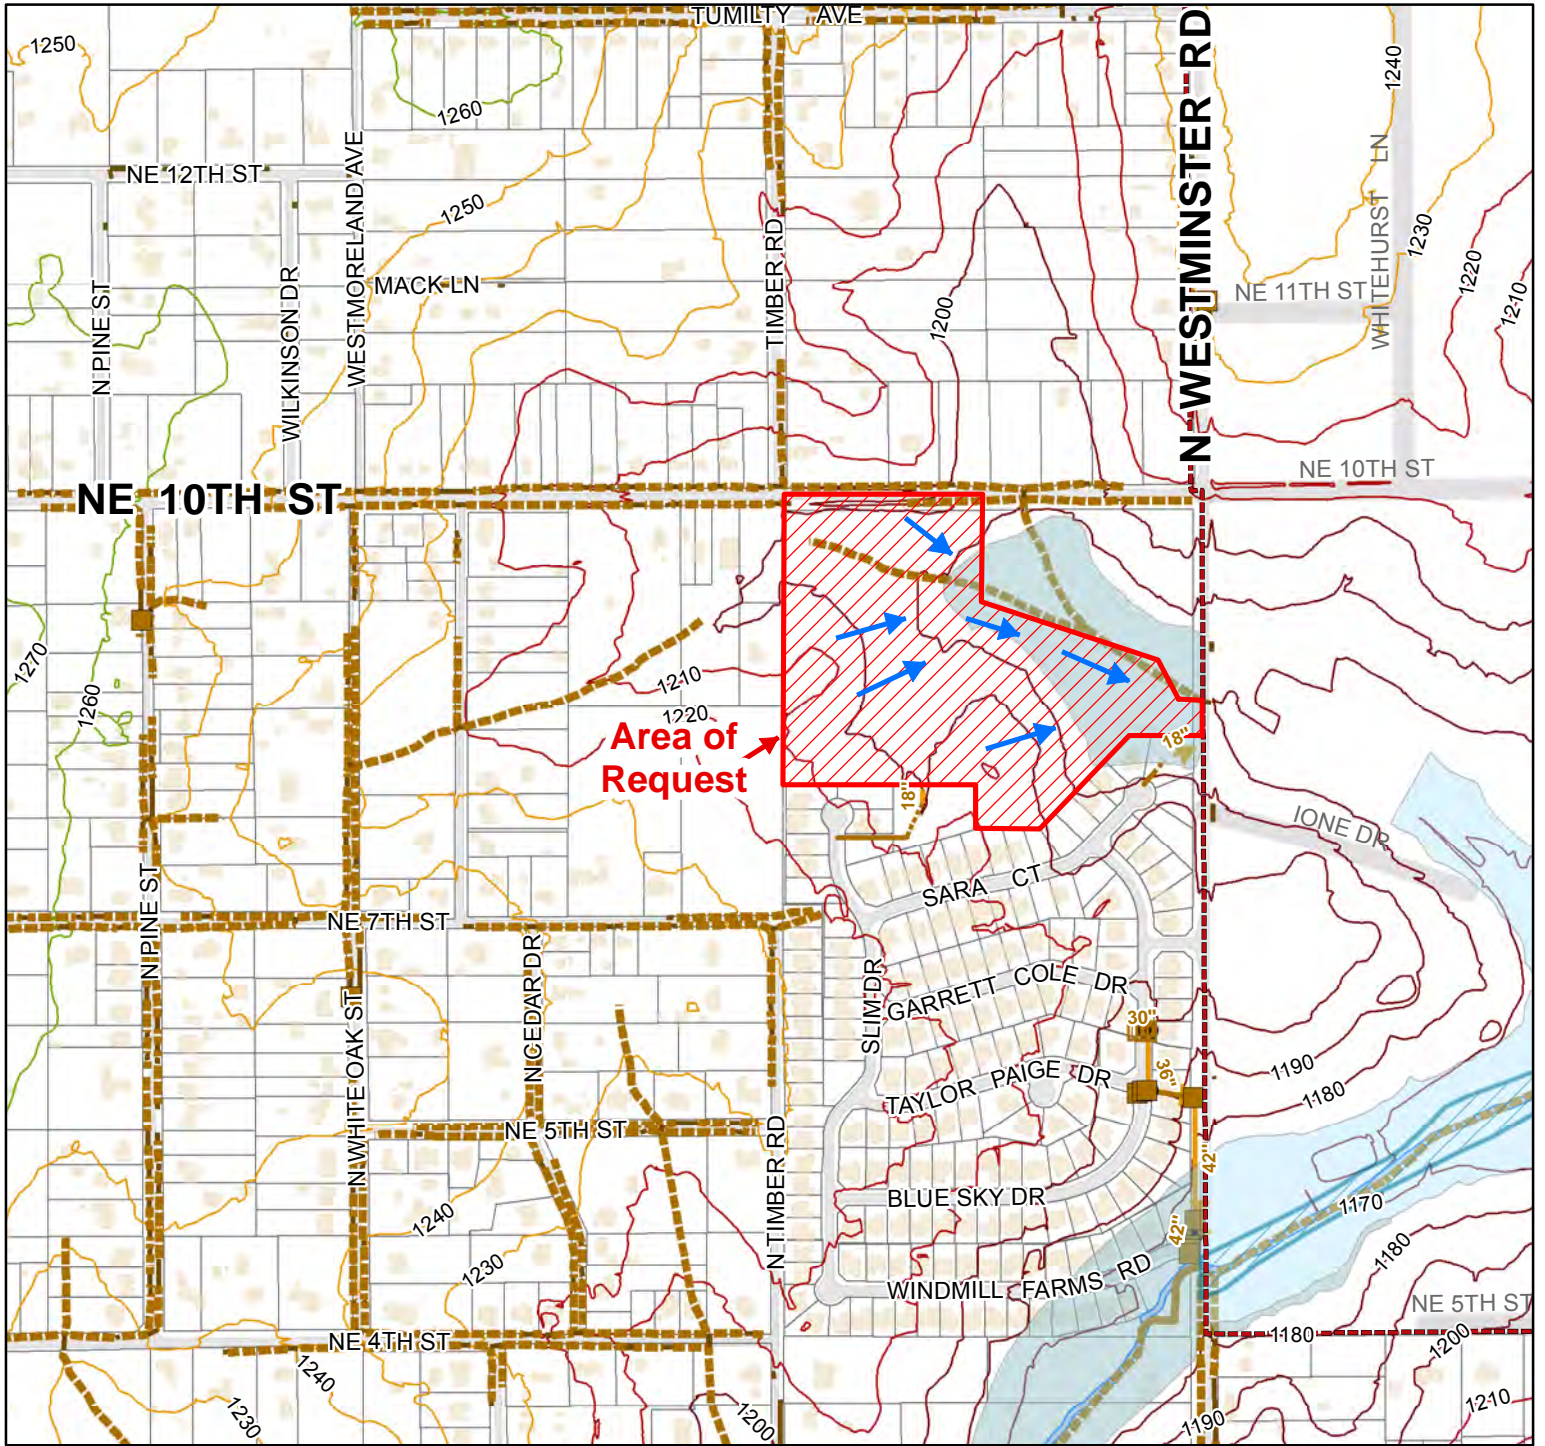 TUMILTY AVE
1250
1260
1240
N WESTMINSTER RD
NE 12TH ST
WESTMORELAND AVE
1250
TIMBER RD
WHITEHURST LN
1230
1220
1210
MACK LN
N PINE ST
WILKINSON DR
1200
NE 11TH ST
NE 10TH ST
NE 10TH ST
1270
1260
1210
1220
Area of
Request
18"
18"
IONE DR
N PINE ST
SARA CT
NE 7TH ST
N CEDAR DR
SLIM DR
GARRETT COLE DR
N WHITE OAK ST
30"
36"
TAYLOR PAIGE DR
1190
1180
NE 5TH ST
N TIMBER RD
42"
BLUE SKY DR
1170
1240
42"
1180
1230
WINDMILL FARMS RD
NE 5TH ST
NE 4TH ST
1180
1200
1240
1230
1200
1190
1210